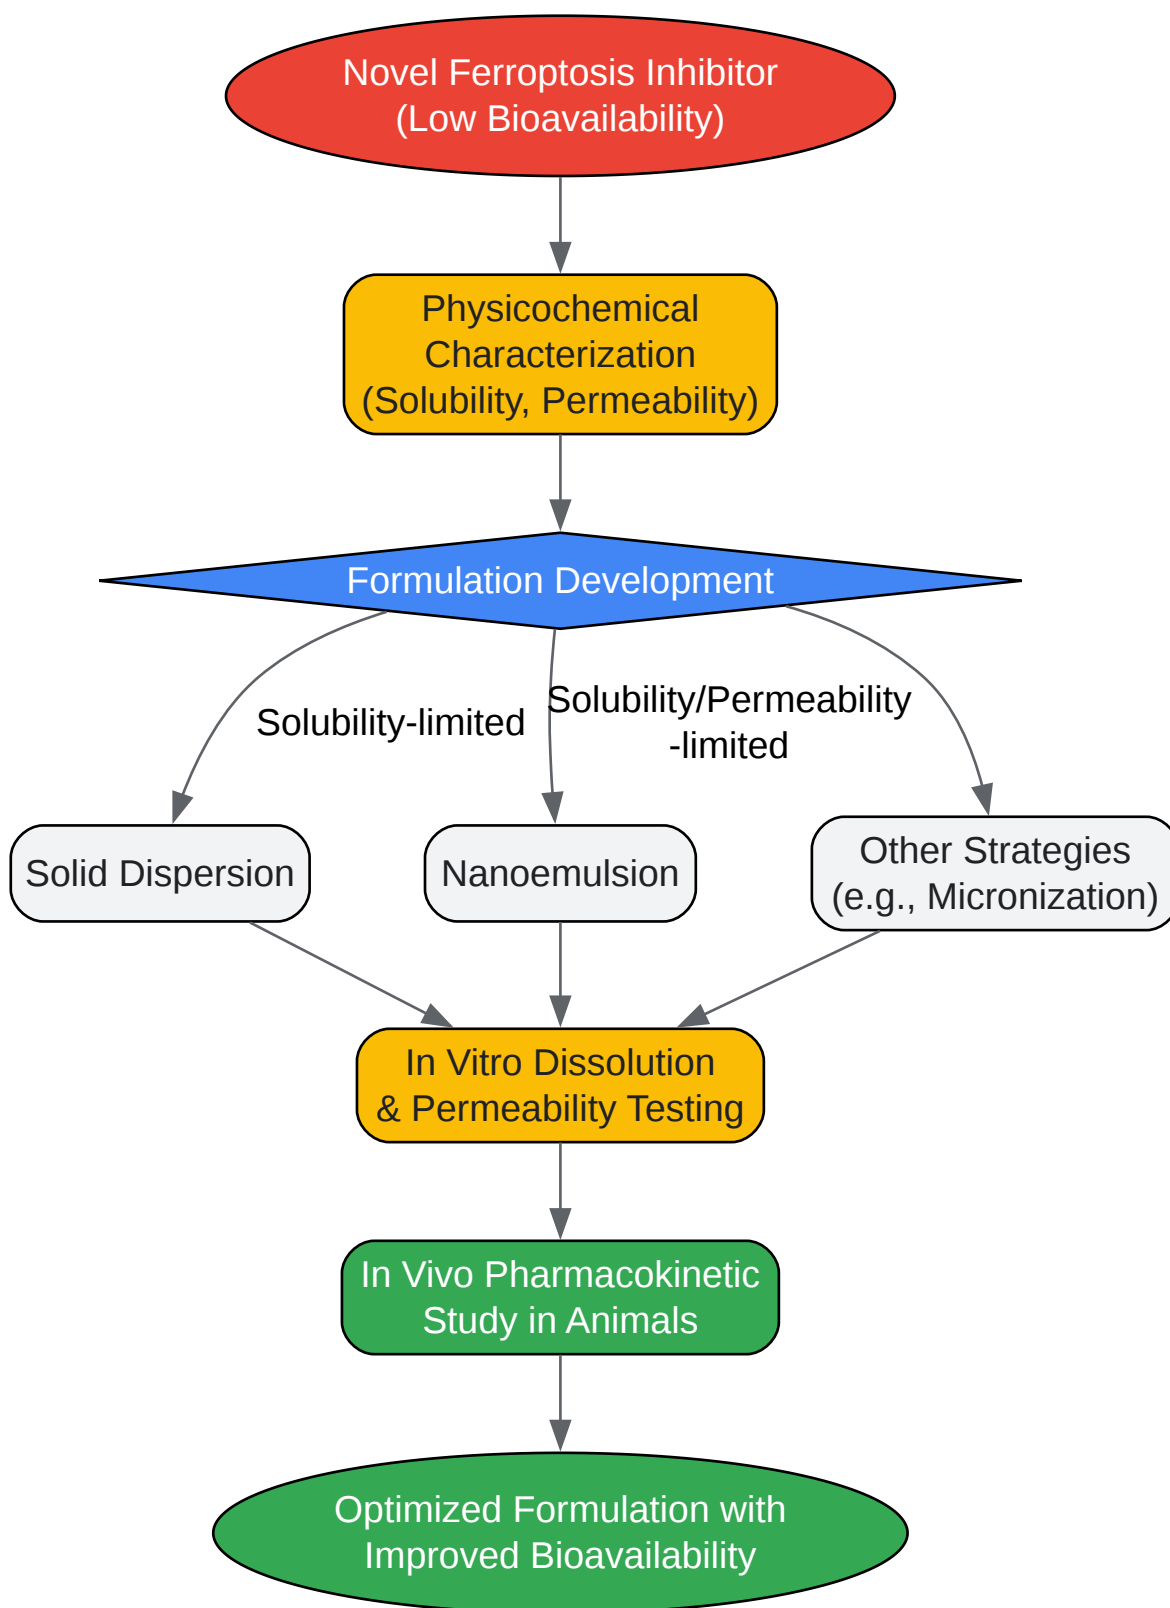 Novel Ferroptosis Inhibitor
(Low Bioavailability)
Physicochemical
Characterization
(Solubility, Permeability)
Formulation Development
Solubility-limited
Solubility/Permeability
-limited
Solid Dispersion
Nanoemulsion
Other Strategies
(e.g., Micronization)
In Vitro Dissolution
& Permeability Testing
In Vivo Pharmacokinetic
Study in Animals
Optimized Formulation with
Improved Bioavailability